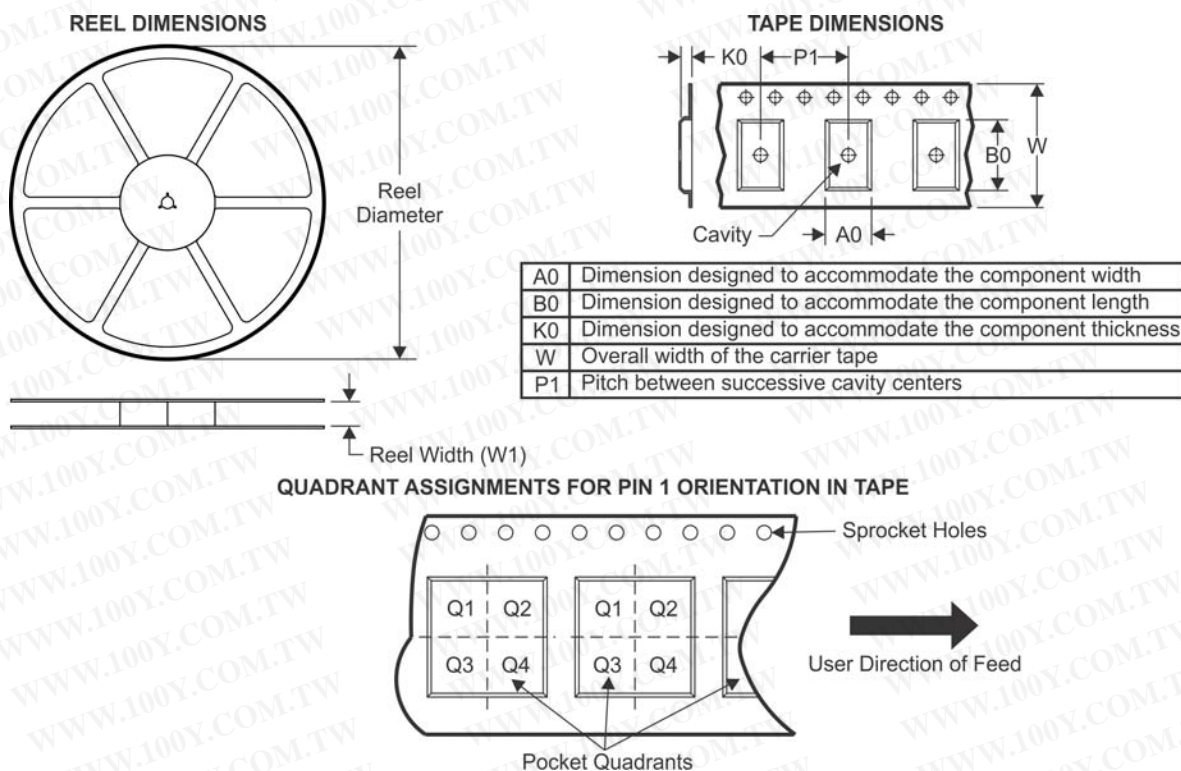 REEL DIMENSIONS
Reel
Diameter
Reel Width (W1)
TAPE DIMENSIONS
K0
P1
B0
W
Cavity
A0
A0 Dimension designed to accommodate the component width
B0 Dimension designed to accommodate the component length
K0 Dimension designed to accommodate the component thickness
W Overall width of the carrier tape
P1 Pitch between successive cavity centers
QUADRANT ASSIGNMENTS FOR PIN 1 ORIENTATION IN TAPE
Sprocket Holes
Q1 Q2 Q1 Q2
Q3 Q4 Q3 Q4
User Direction of Feed
Pocket Quadrants
WWW.100Y.COM.TW